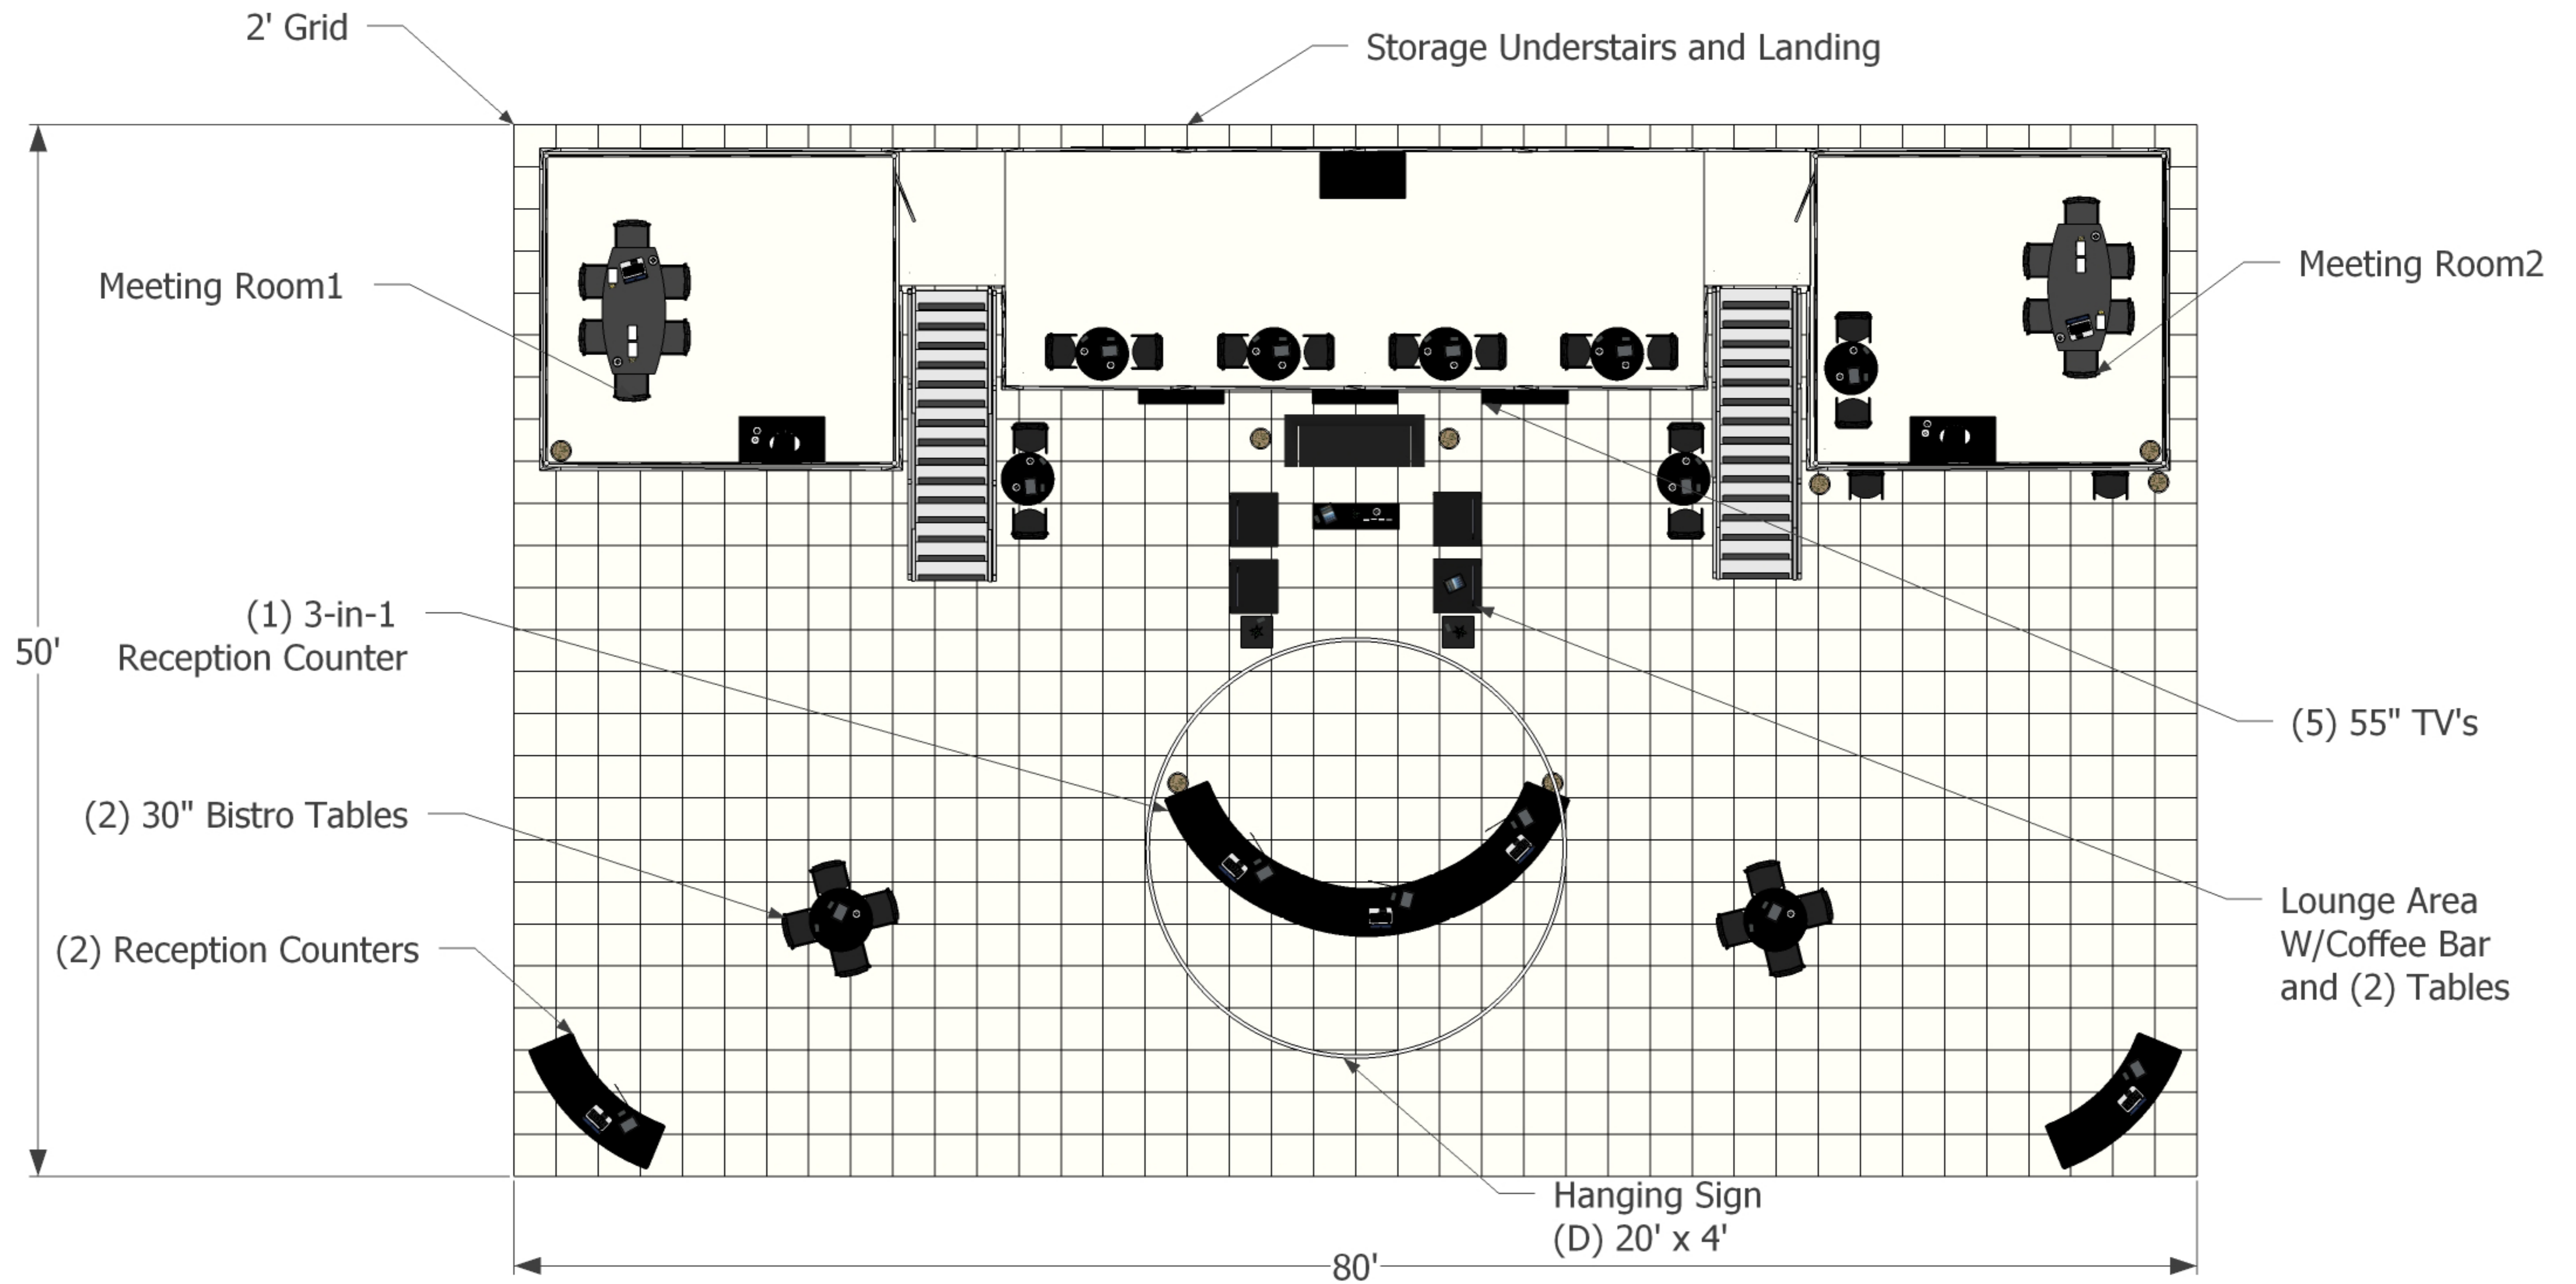 2' Grid
Storage Understairs and Landing
Meeting Room1
Meeting Room2
(1) 3-in-1
Reception Counter
50'
(5) 55" TV's
(2) 30" Bistro Tables
(2) Reception Counters
Lounge Area
W/Coffee Bar
and (2) Tables
Hanging Sign
(D) 20' x 4'
80'